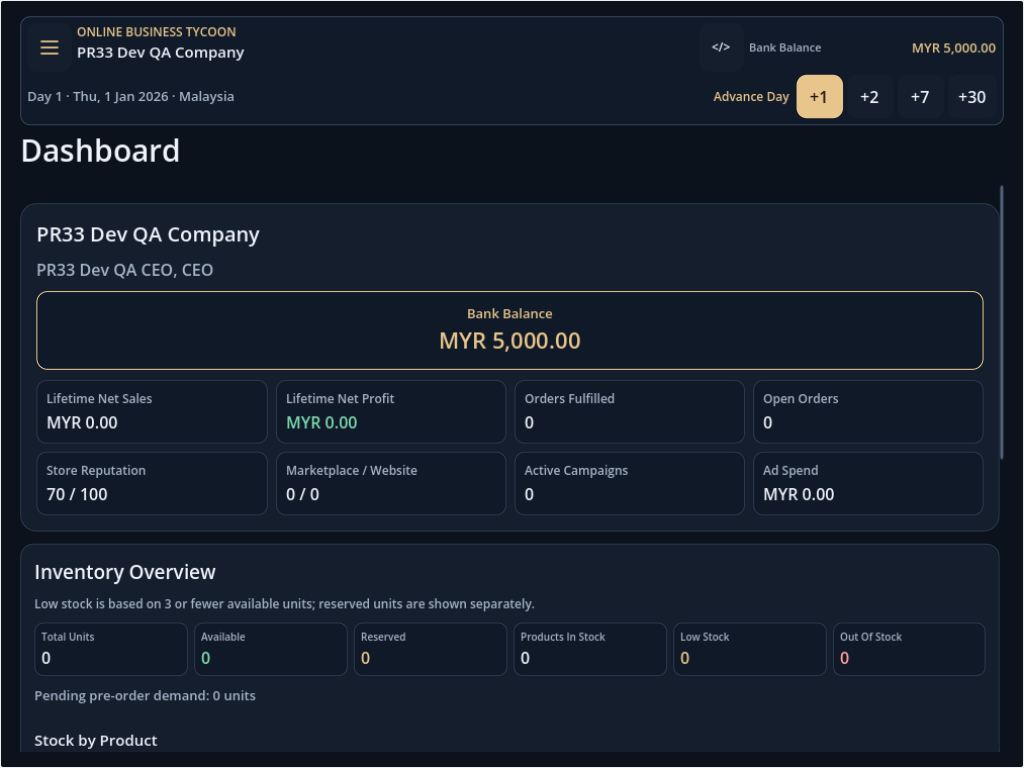 ONLINE BUSINESS TYCOON
PR33 Dev QA Company
</> Bank Balance MYR 5,000.00
Day 1 · Thu, 1 Jan 2026 · Malaysia
Advance Day +1 +2 +7 +30
Dashboard
PR33 Dev QA Company
PR33 Dev QA CEO, CEO
Bank Balance
MYR 5,000.00
Lifetime Net Sales
MYR 0.00
Lifetime Net Profit
MYR 0.00
Orders Fulfilled
0
Open Orders
0
Store Reputation
70 / 100
Marketplace / Website
0 / 0
Active Campaigns
0
Ad Spend
MYR 0.00
Inventory Overview
Low stock is based on 3 or fewer available units; reserved units are shown separately.
Total Units
0
Available
0
Reserved
0
Products In Stock
0
Low Stock
0
Out Of Stock
0
Pending pre-order demand: 0 units
Stock by Product